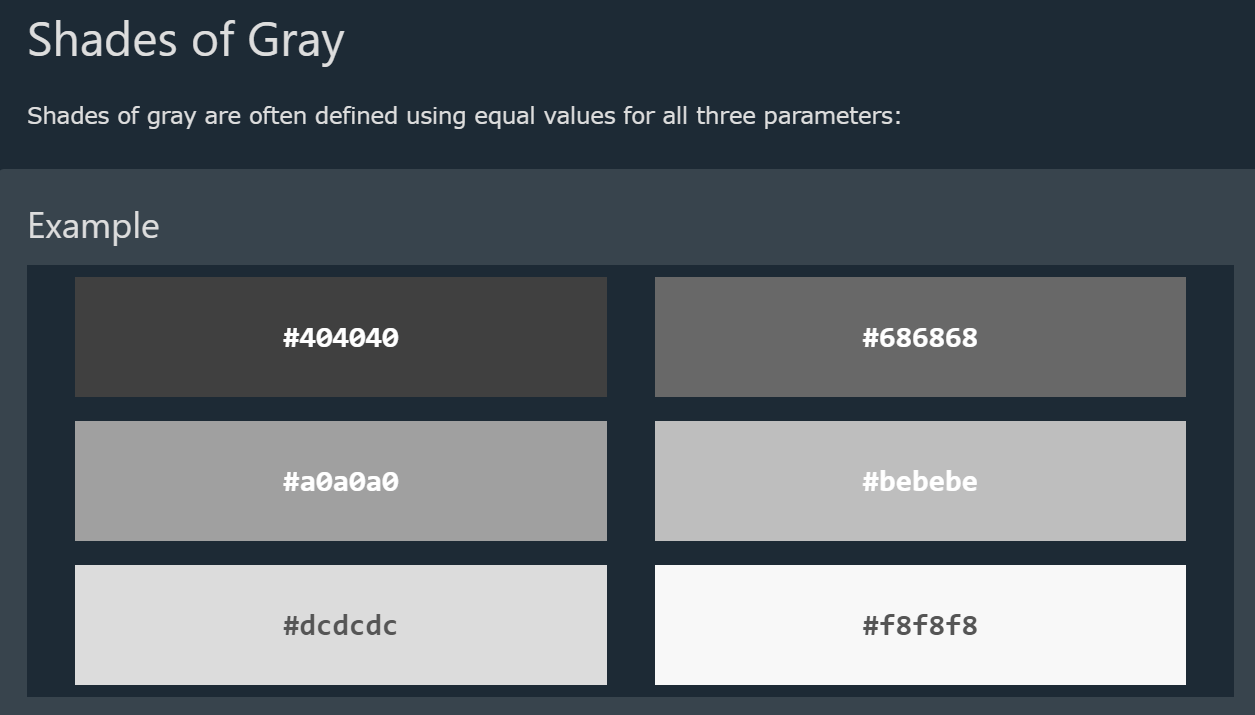 Shades of Gray
Shades of gray are often defined using equal values for all three parameters:
Example
#404040
#686868
#a0a0a0
#bebebe
#dcdcdc
#f8f8f8